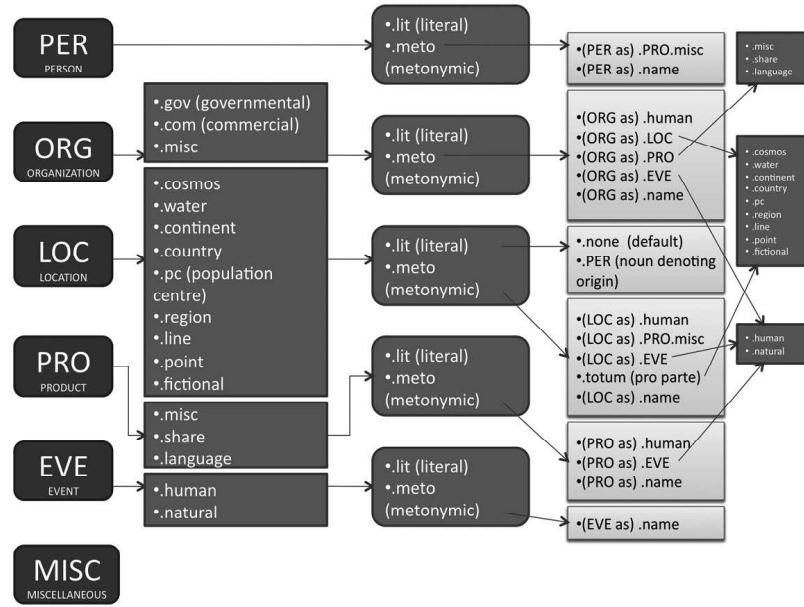 PER
PERSON
ORG
ORGANIZATION
LOC
LOCATION
PRO
PRODUCT
EVE
EVENT
MISC
MISCELLANEOUS
•.gov (governmental)
•.com (commercial)
•.misc
•.cosmos
•.water
•.continent
•.country
•.pc (population
centre)
•.region
•.line
•.point
•.fictional
•.misc
•.share
•.language
•.human
•.natural
•.lit (literal)
•.meto
(metonymic)
•.lit (literal)
•.meto
(metonymic)
•.lit (literal)
•.meto
(metonymic)
•.lit (literal)
•.meto
(metonymic)
•.lit (literal)
•.meto
(metonymic)
•(PER as) .PRO.misc
•(PER as) .name
•(ORG as) .human
•(ORG as) .LOC
•(ORG as) .PRO
•(ORG as) .EVE
•(ORG as) .name
•.none (default)
•.PER (noun denoting
origin)
•(LOC as) .human
•(LOC as) .PRO.misc
•(LOC as) .EVE
•.totum (pro parte)
•(LOC as) .name
•(PRO as) .human
•(PRO as) .EVE
•(PRO as) .name
•(EVE as) .name
• .misc
• .share
• .language
• .cosmos
• .water
• .continent
• .country
• .pc
• .region
• .line
• .point
• .fictional
• .human
• .natural